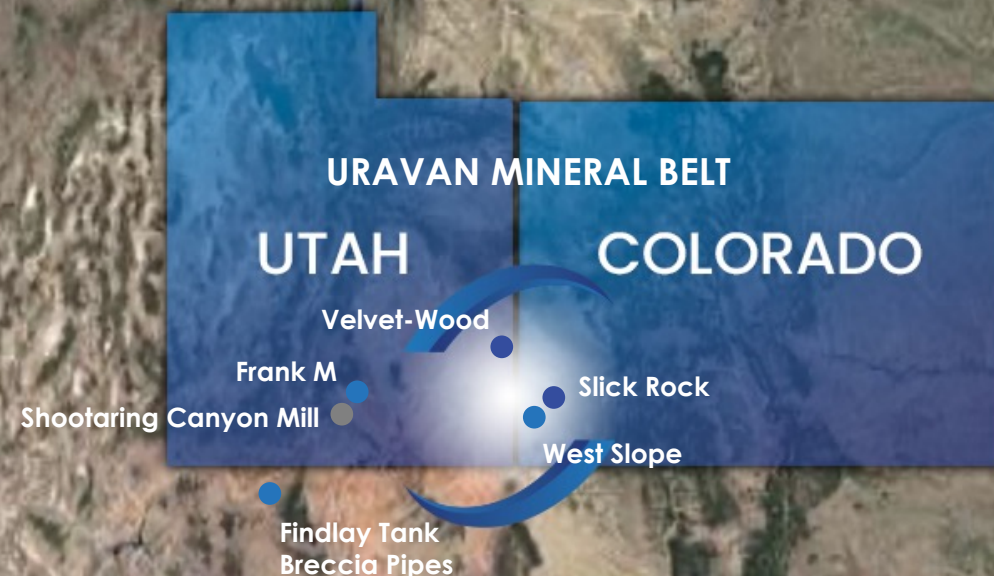 URAVAN MINERAL BELT
UTAH
COLORADO
Velvet-Wood
Frank M
Slick Rock
Shootaring Canyon Mill
West Slope
Findlay Tank
Breccia Pipes